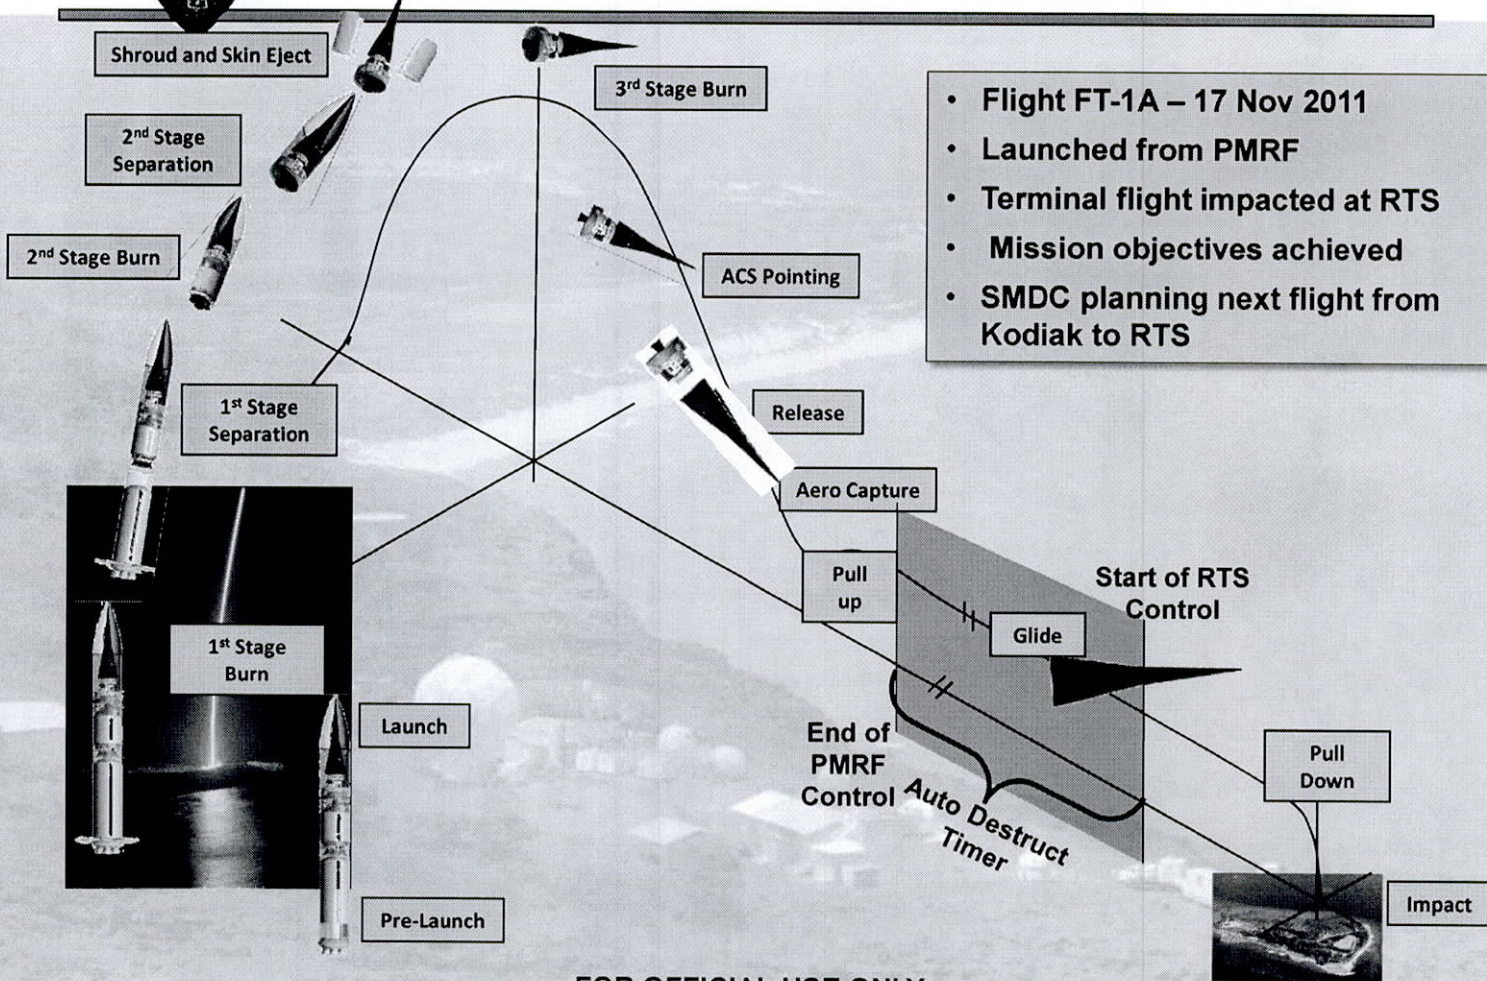 Shroud and Skin Eject
3rd Stage Burn
2nd Stage
Separation
2nd Stage Burn
• Flight FT-1A – 17 Nov 2011
• Launched from PMRF
• Terminal flight impacted at RTS
• Mission objectives achieved
• SMDC planning next flight from
Kodiak to RTS
ACS Pointing
1st Stage
Separation
Release
Aero Capture
Pull
up
Start of RTS
Control
Glide
1st Stage
Burn
Launch
End of
PMRF
Control
Auto Destruct
Timer
Pull
Down
Pre-Launch
Impact
FOR OFFICIAL USE ONLY